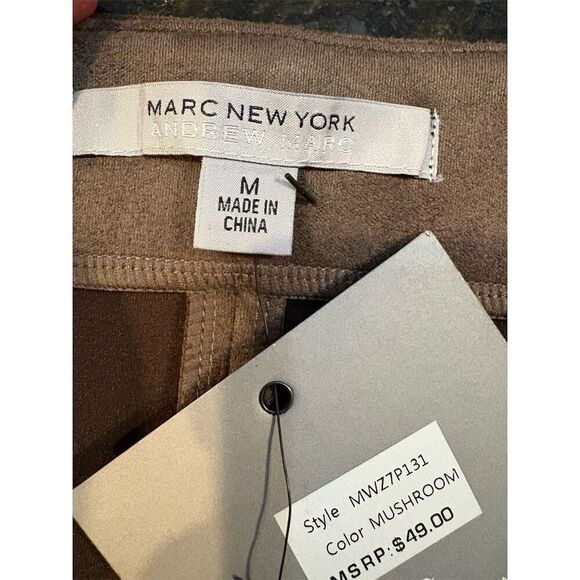 MARC NEW YORK
ANDREW MARC
M
MADE IN
CHINA
Style MWZ7P131
Color MUSHROOM
MSRP:$49.00